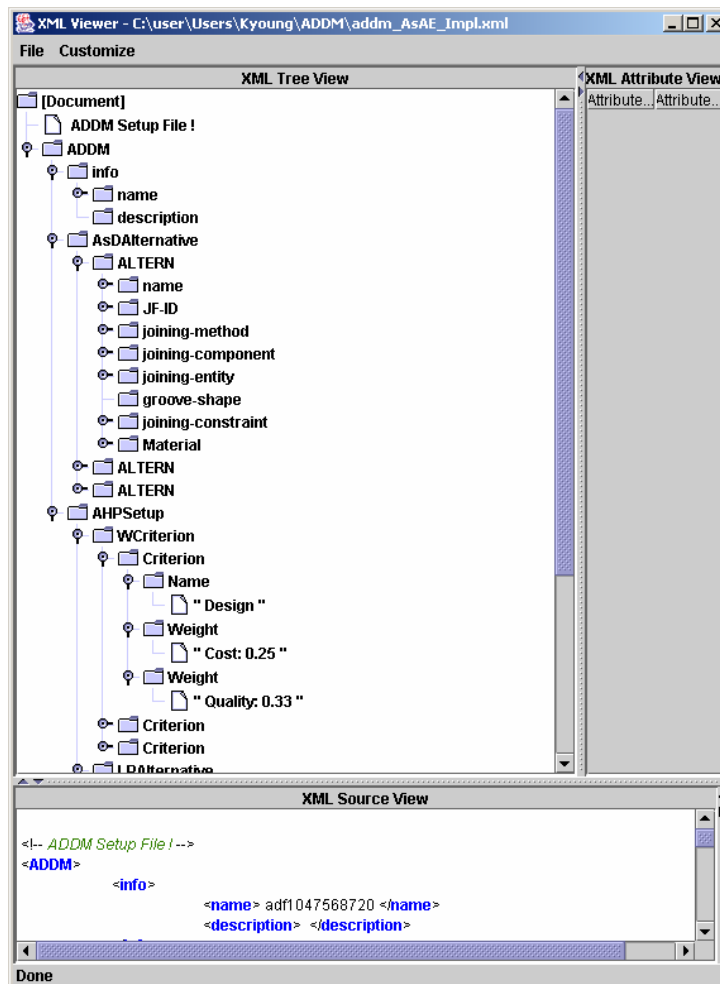 XML Viewer - C:\user\Users\Kyoung\ADDM\addm_AsAE_Impl.xml
File Customize
XML Tree View
XML Attribute View
[Document]
Attribute... Attribute...
ADDM Setup File !
ADDM
info
name
description
AsDAlternative
ALTERN
name
JF-ID
joining-method
joining-component
joining-entity
groove-shape
joining-constraint
Material
ALTERN
ALTERN
AHPSetup
WCriterion
Criterion
Name
" Design "
Weight
" Cost: 0.25 "
Weight
" Quality: 0.33 "
Criterion
Criterion
LPAlternative
XML Source View
<!-- ADDM Setup File ! -->
<ADDM>
<info>
<name> adf1047568720 </name>
<description> </description>
Done